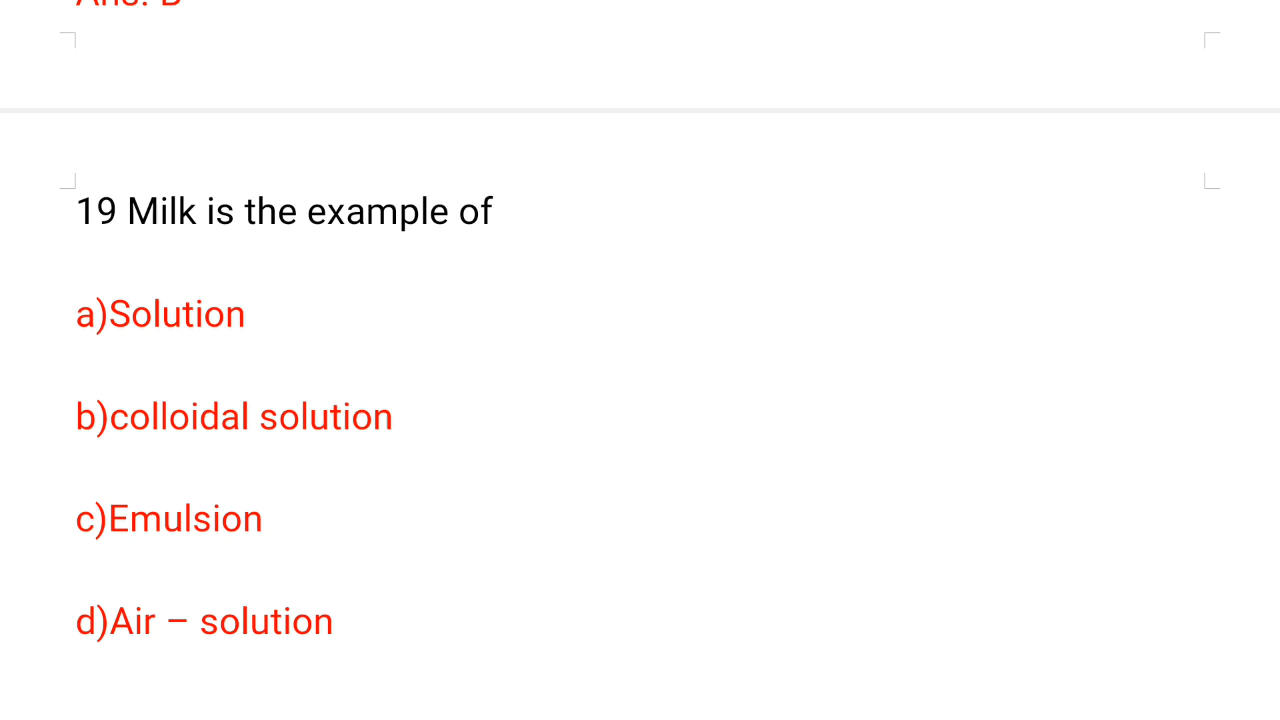 19 Milk is the example of
a)Solution
b)colloidal solution
c)Emulsion
d)Air – solution